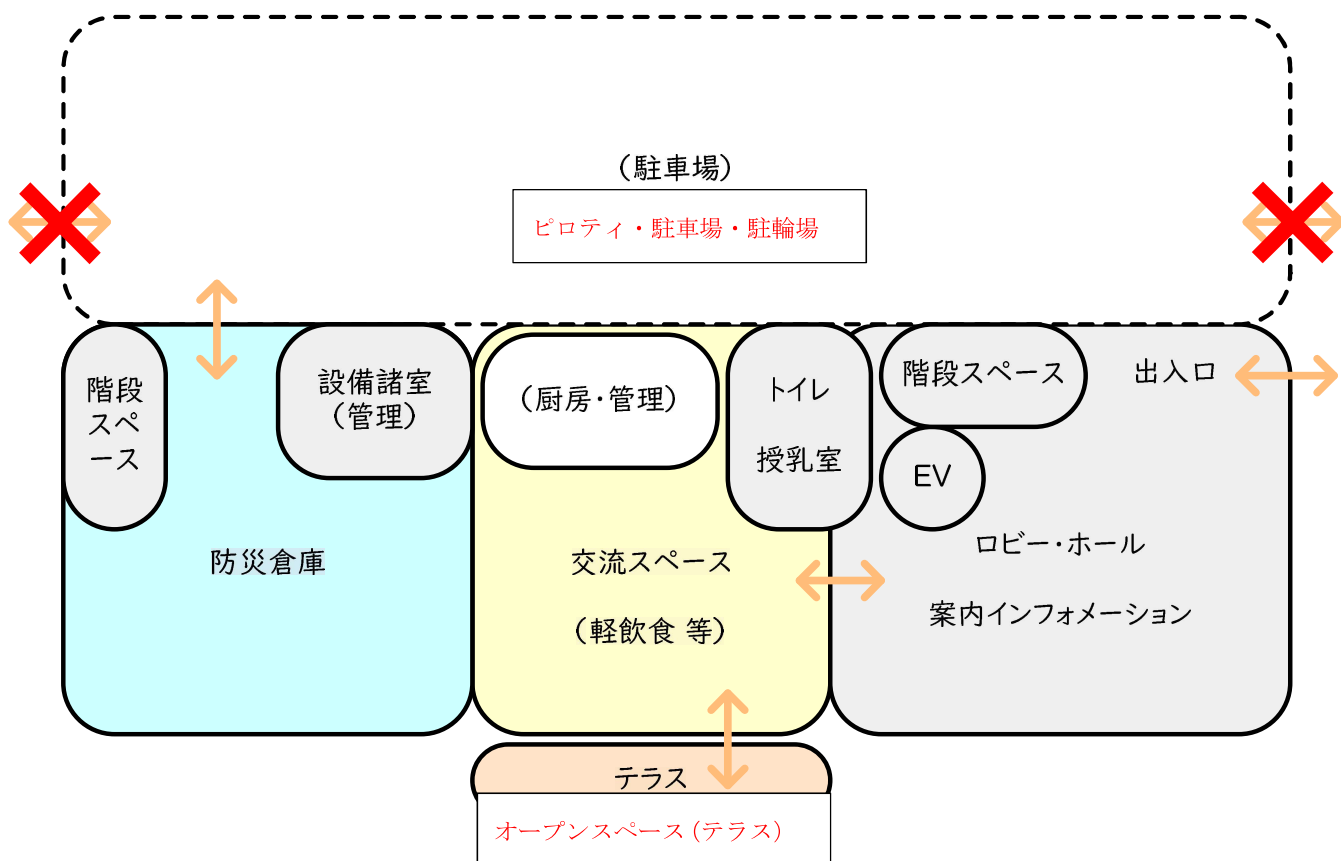 (駐車場)
ピロティ・駐車場・駐輪場
階段
スペ
ース
設備諸室
(管理)
(厨房・管理)
トイレ
授乳室
階段スペース
出入口
EV
防災倉庫
交流スペース
(軽飲食 等)
ロビー・ホール
案内インフォメーション
テラス
オープンスペース(テラス)